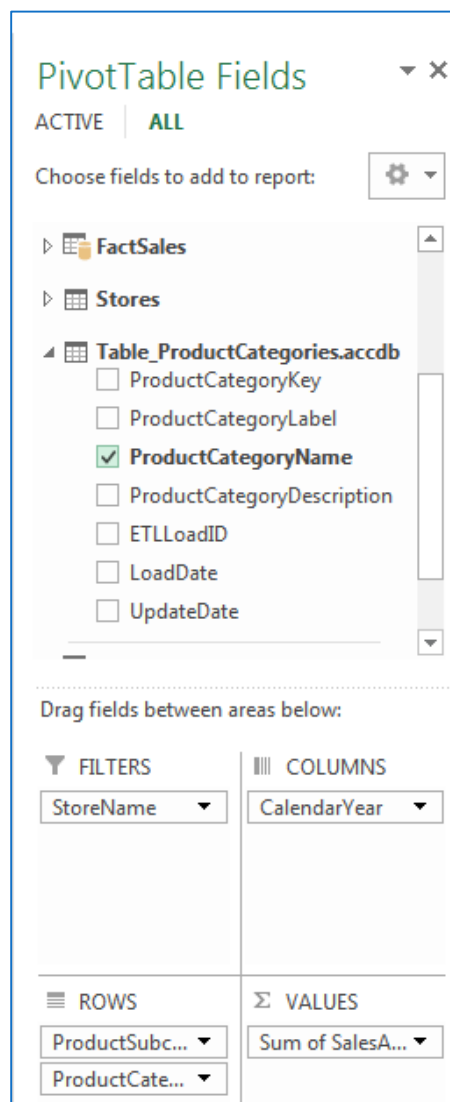 PivotTable Fields
ACTIVE ALL
Choose fields to add to report:
FactSales
Stores
Table_ProductCategories.accdb
ProductCategoryKey
ProductCategoryLabel
ProductCategoryName
ProductCategoryDescription
ETLLoadID
LoadDate
UpdateDate
Drag fields between areas below:
FILTERS
COLUMNS
StoreName
CalendarYear
ROWS
Σ VALUES
ProductSubc...
Sum of SalesA...
ProductCate...